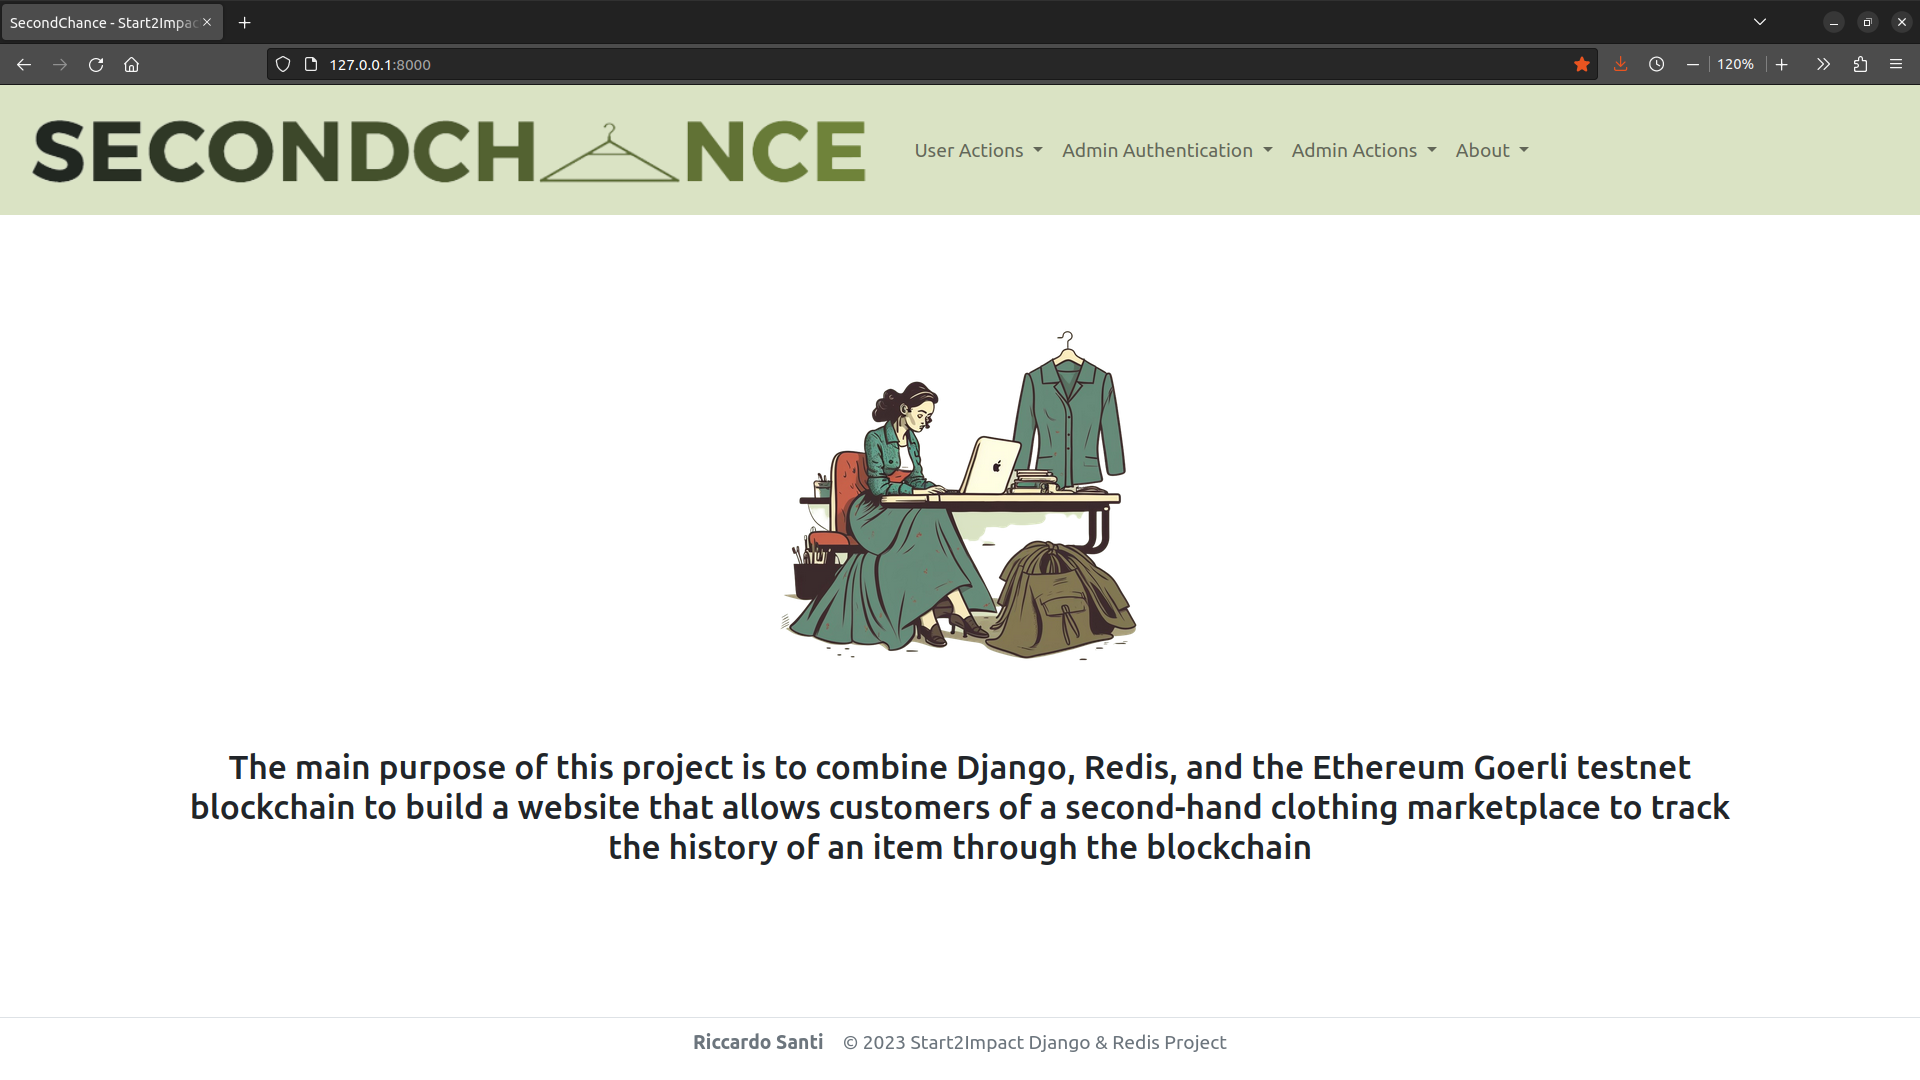 SecondChance - Start2Impac
127.0.0.1:8000
120%
SECONDCHANCE
User Actions
Admin Authentication
Admin Actions
About
The main purpose of this project is to combine Django, Redis, and the Ethereum Goerli testnet
blockchain to build a website that allows customers of a second-hand clothing marketplace to track
the history of an item through the blockchain
Riccardo Santi © 2023 Start2Impact Django & Redis Project